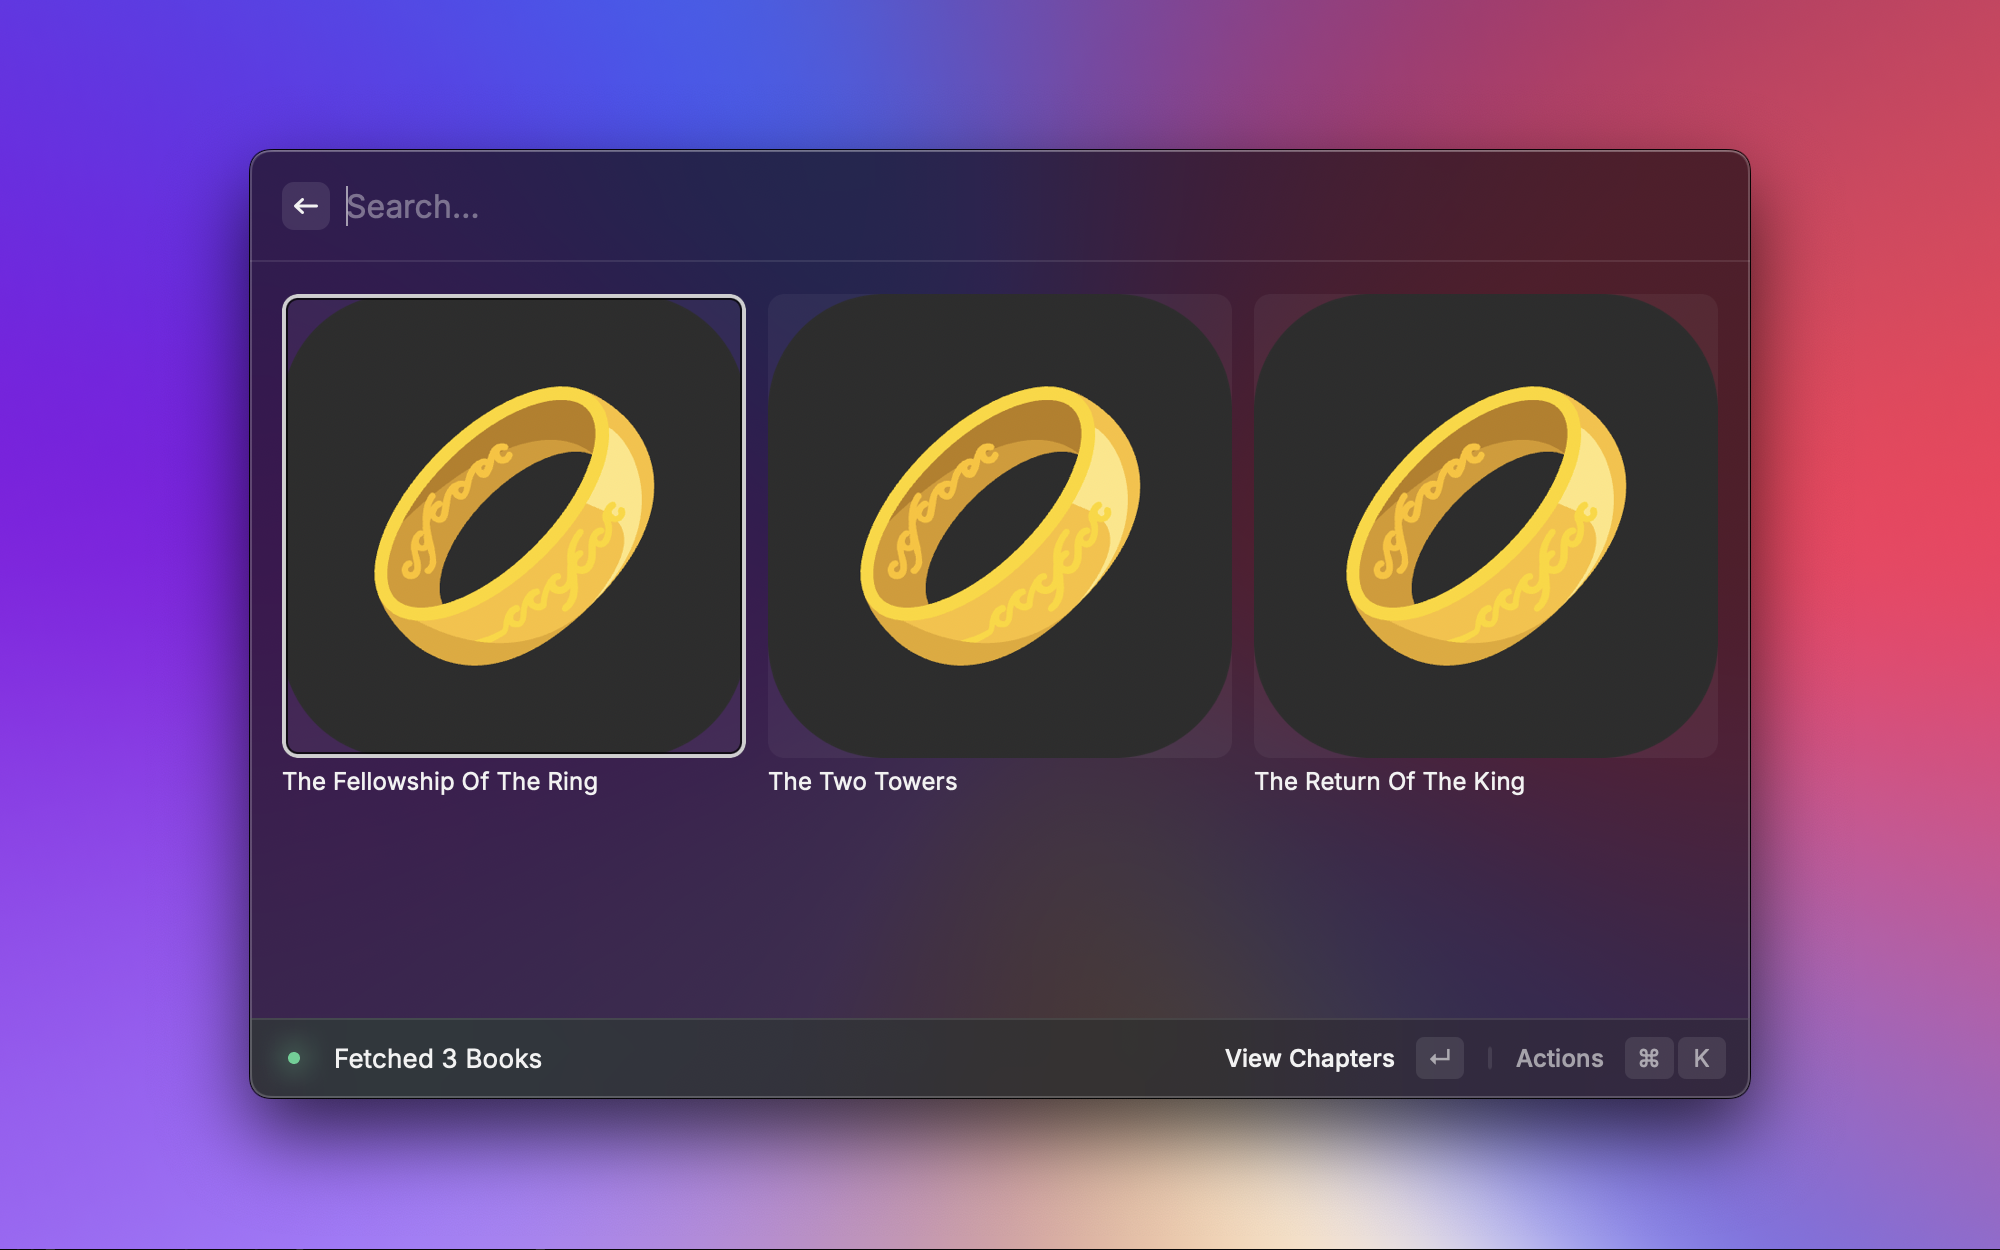 Search...
The Fellowship Of The Ring
The Two Towers
The Return Of The King
Fetched 3 Books
View Chapters
Actions ⌘ K